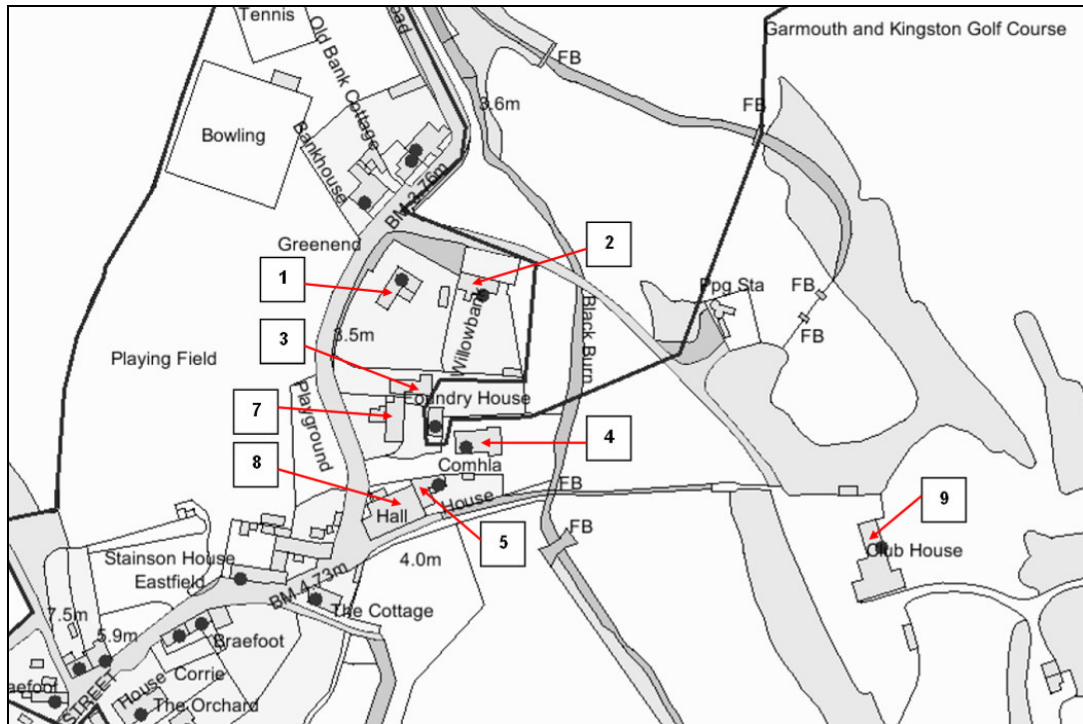 Tennis
oad
Garmouth and Kingston Golf Course
Old Bank Cottage
FB
3.6m
FB
Bowling
Bankhouse
BM 3.76m
Greenend
2
1
Ppg Sta
FB
Willowbank
Black Burn
3.5m
FB
3
Playing Field
Foundry House
Playground
7
4
8
Comhla
House
FB
Hall
9
5
FB
Club House
Stainson House
4.0m
Eastfield
BM 4.73m
The Cottage
7.5m
5.9m
Braefoot
House
Corrie
aefoot
STREET
The Orchard